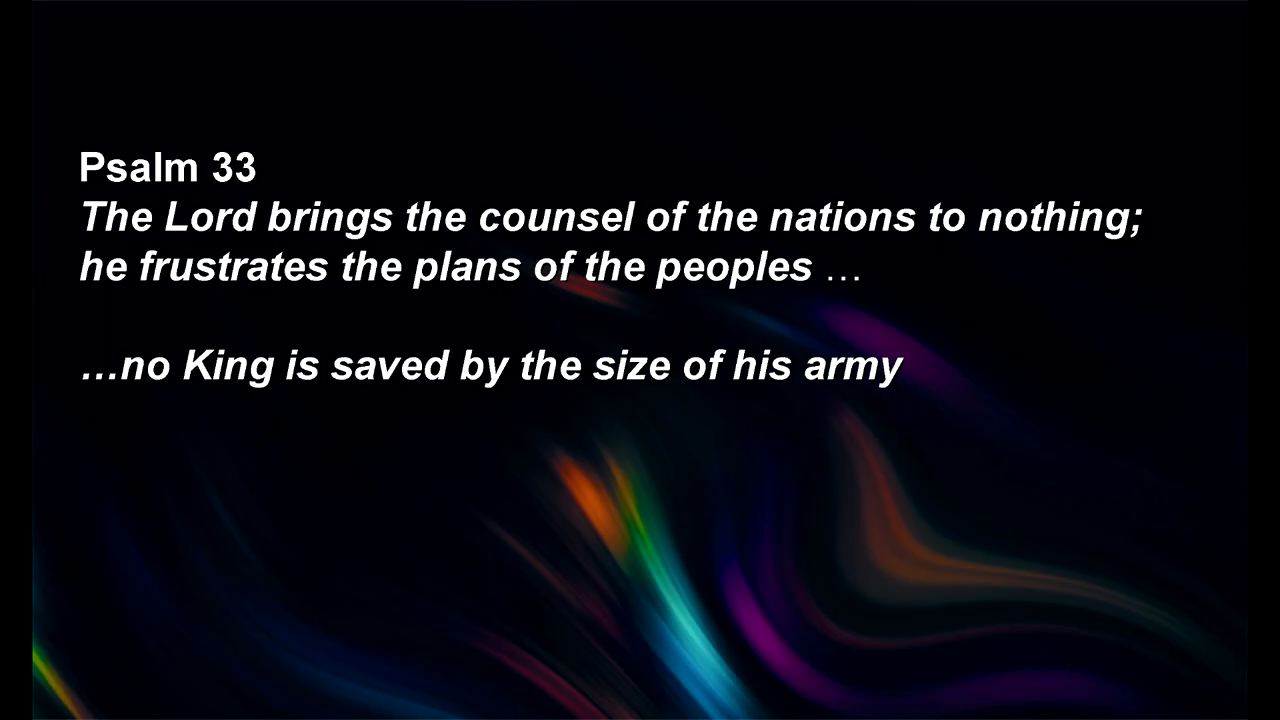 Psalm 33
The Lord brings the counsel of the nations to nothing;
he frustrates the plans of the peoples …
…no King is saved by the size of his army